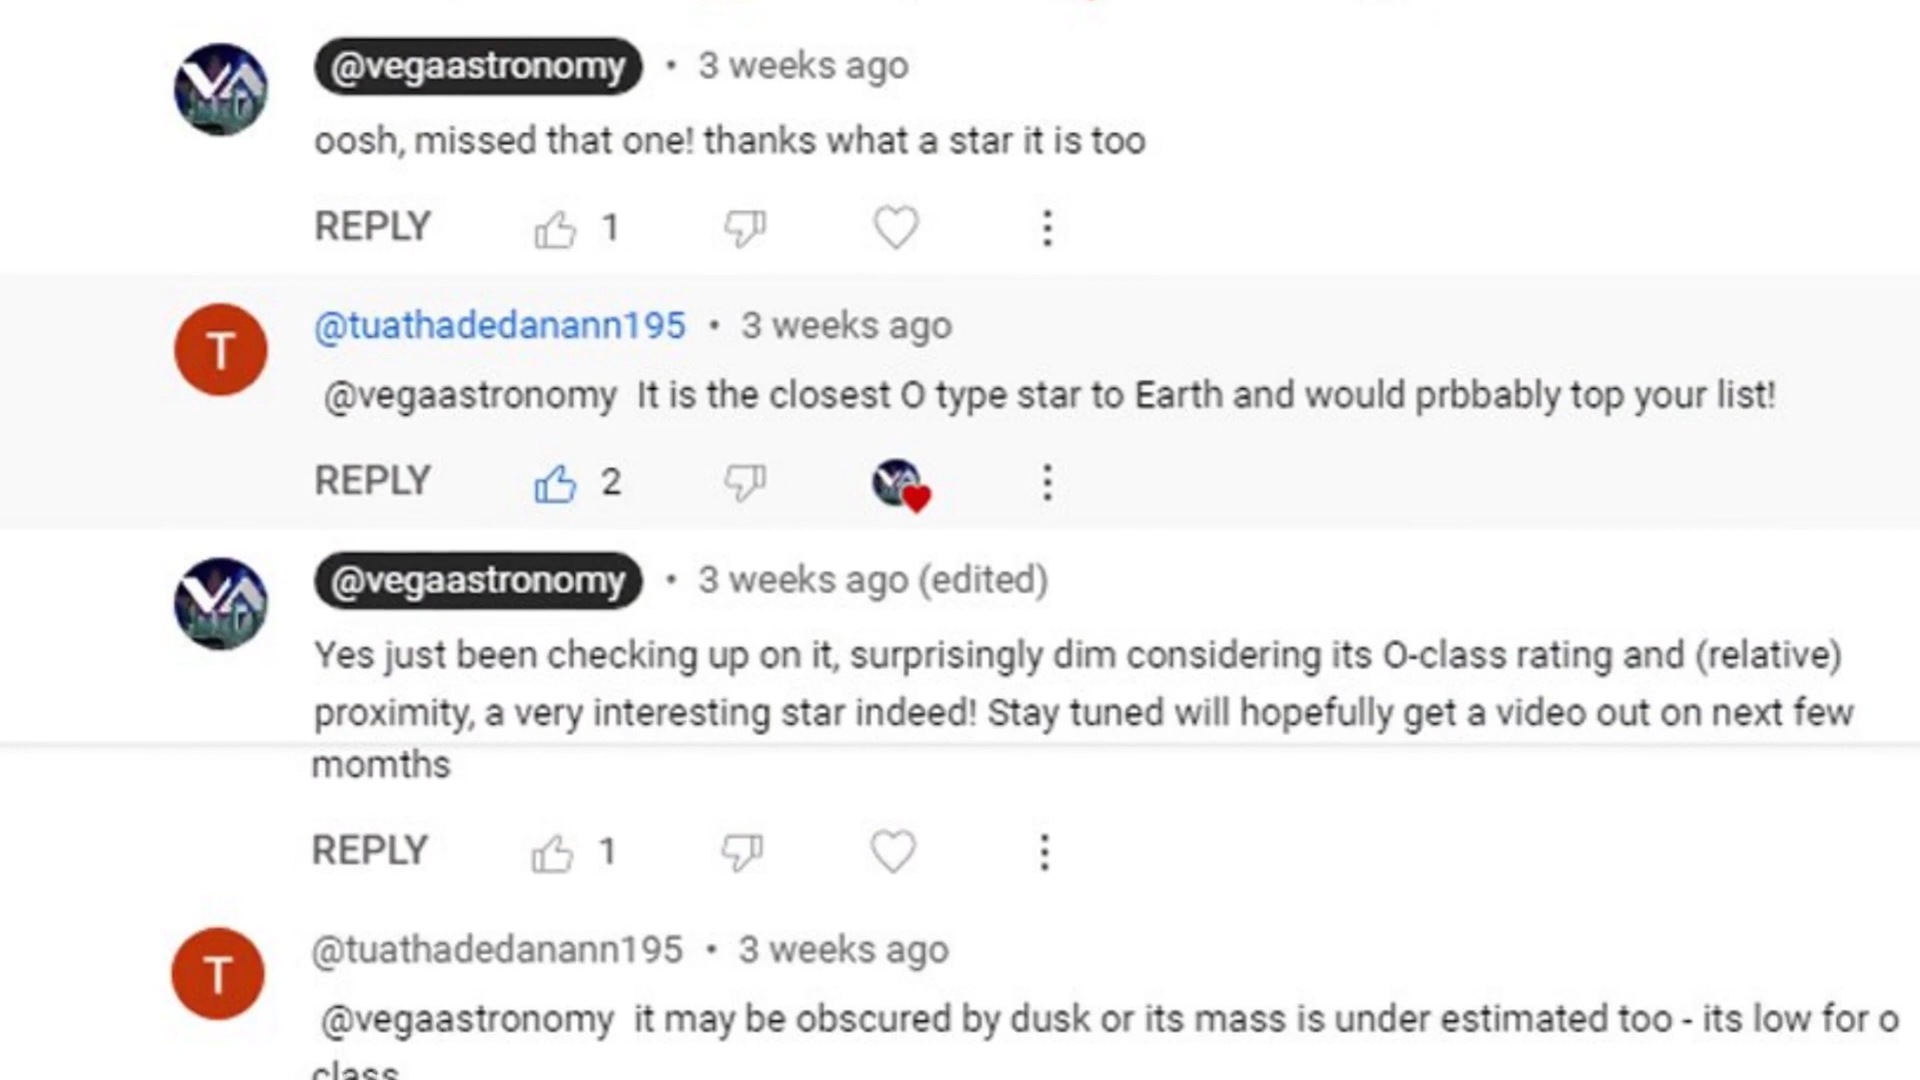 @vegaastronomy • 3 weeks ago
oosh, missed that one! thanks what a star it is too
REPLY 1
T
@tuathadedanann195 • 3 weeks ago
@vegaastronomy It is the closest O type star to Earth and would prbbably top your list!
REPLY 2
@vegaastronomy • 3 weeks ago (edited)
Yes just been checking up on it, surprisingly dim considering its O-class rating and (relative)
proximity, a very interesting star indeed! Stay tuned will hopefully get a video out on next few
momths
REPLY 1
T
@tuathadedanann195 • 3 weeks ago
@vegaastronomy it may be obscured by dusk or its mass is under estimated too - its low for o
class